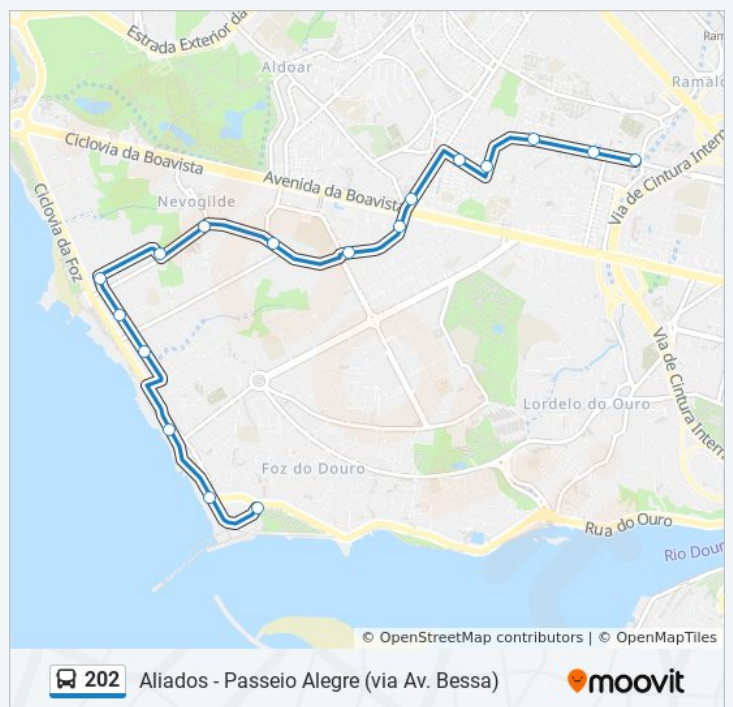 Estrada Exterior da
Aldoar
Ram
Ramald
Ciclovia da Boavista
Avenida da Boavista
Via de Cintura Intern
Ciclovia da Foz
Nevogilde
Via de Cintura Intern
Lordelo do Ouro
Foz do Douro
Rua do Ouro
Rio Dour
© OpenStreetMap contributors | © OpenMapTiles
202 Aliados - Passeio Alegre (via Av. Bessa) moovit